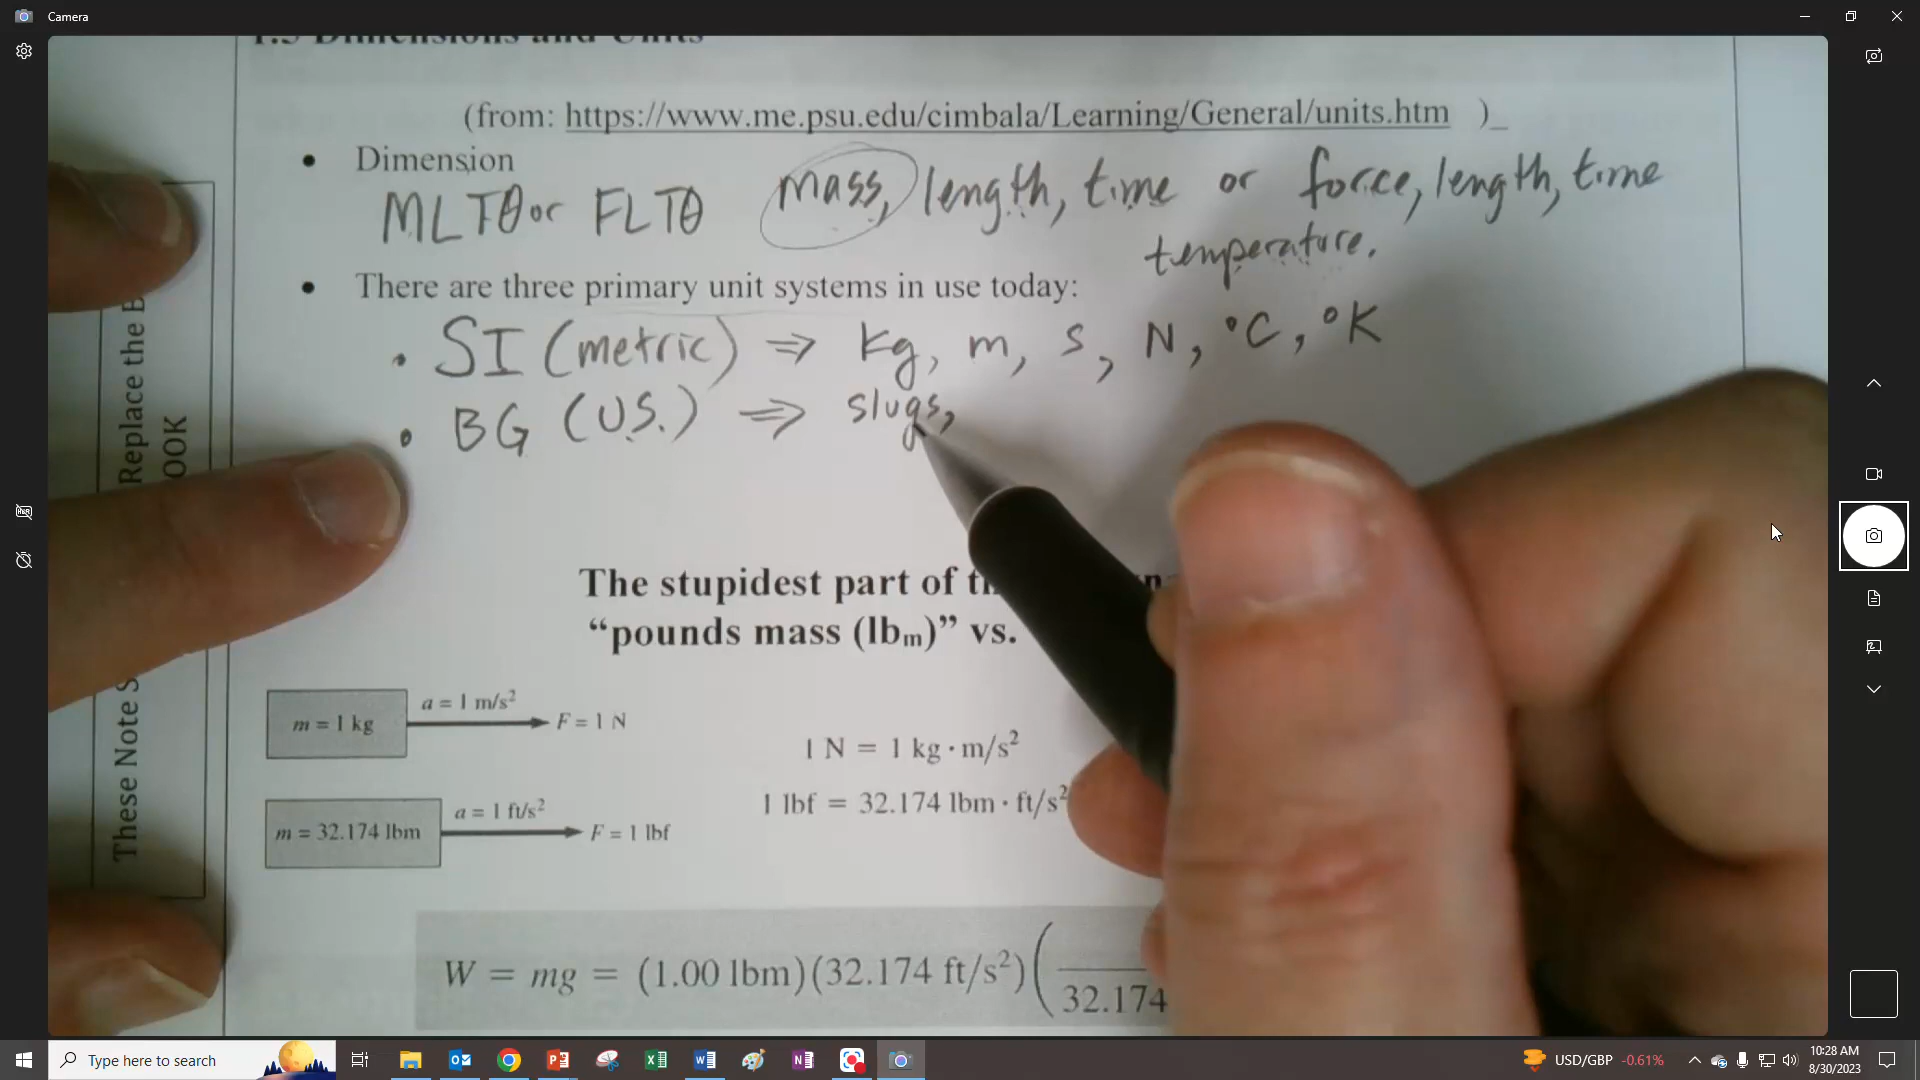 Camera
1.3 Dimensions and Units
(from: https://www.me.psu.edu/cimbala/Learning/General/units.htm )_
• Dimension
MLTθ or FLTθ mass, length, time or force, length, time
temperature.
• There are three primary unit systems in use today:
• SI (metric) ⇒ kg, m, s, N, °C, °K
• BG (U.S.) ⇒ slugs,
These Note
Replace the
OOK
The stupidest part of
“pounds mass (lbm)” vs.
m = 1 kg
a = 1 m/s²
F = 1 N
1 N = 1 kg · m/s²
m = 32.174 lbm
a = 1 ft/s²
F = 1 lbf
1 lbf = 32.174 lbm · ft/s²
W = mg = (1.00 lbm)(32.174 ft/s²)(
32.174
Type here to search
USD/GBP -0.61%
10:28 AM
8/30/2023